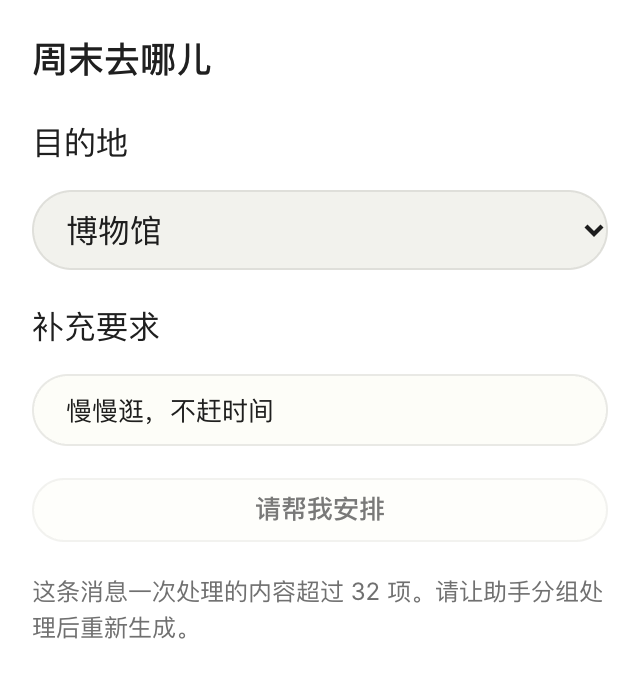 周末去哪儿
目的地
博物馆
补充要求
慢慢逛，不赶时间
请帮我安排
这条消息一次处理的内容超过 32 项。请让助手分组处
理后重新生成。